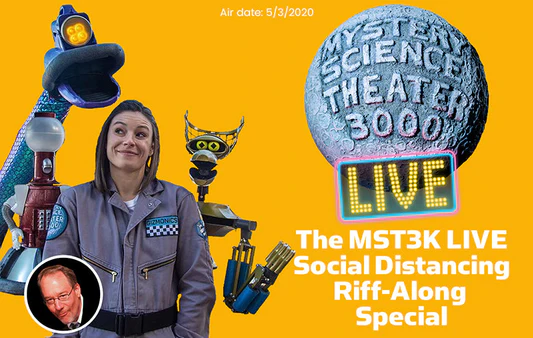 Air date: 5/3/2020
MYSTERY
SCIENCE
THEATER
3000
LIVE
The MST3K LIVE
Social Distancing
Riff-Along
Special